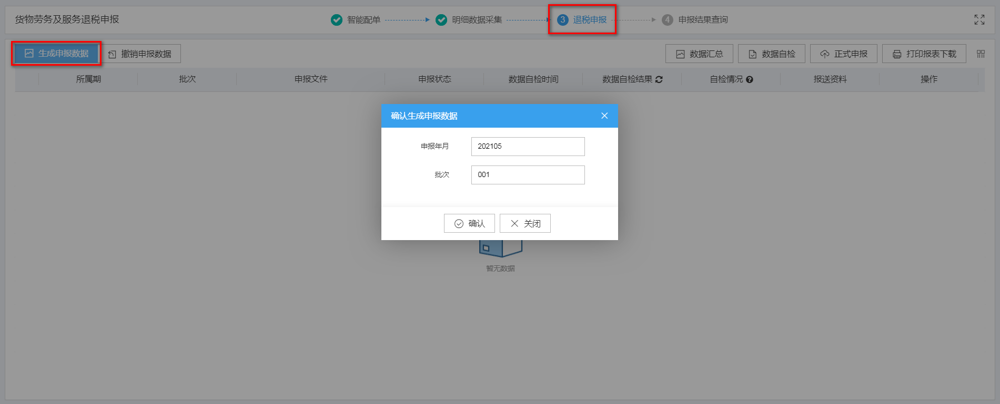 货物劳务及服务退税申报
智能配单
明细数据采集
3 退税申报
4 申报结果查询
生成申报数据
撤销申报数据
数据汇总
数据自检
正式申报
打印报表下载
所属期 批次 申报文件 申报状态 数据自检时间 数据自检结果 自检情况 报送资料 操作
确认生成申报数据
申报年月 202105
批次 001
确认 关闭
暂无数据